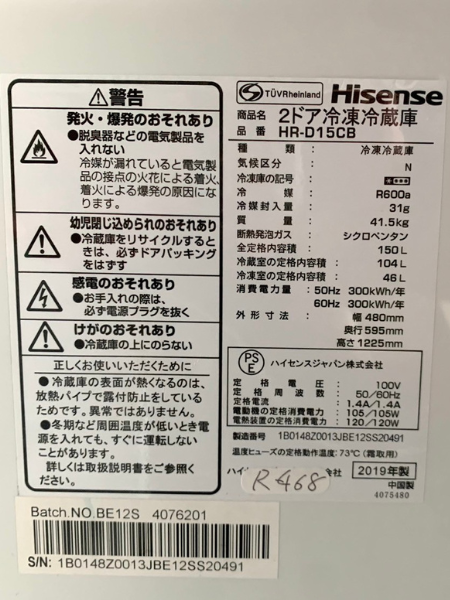 ⚠警告
発火・爆発のおそれあり
●脱臭器などの電気製品を
入れない
冷媒が漏れていると電気製
品の接点の火花による着火、
着火による爆発の原因にな
ります。
幼児閉じ込められのおそれあり
●冷蔵庫をリサイクルすると
きは、必ずドアパッキング
をはずす
感電のおそれあり
●お手入れの際は、
必ず電源プラグを抜く
けがのおそれあり
●冷蔵庫の上にのらない
正しくお使いいただくために
●冷蔵庫の表面が熱くなるのは、
放熱パイプで露付防止をしている
ためです。異常ではありません。
●冬期など周囲温度が低いとき電
源を入れても、すぐに運転しない
ことがあります。
詳しくは取扱説明書をご参照ください。
TÜVRheinland Hisense
商品名 2ドア冷凍冷蔵庫
品番 HR-D15CB
種類 冷凍冷蔵庫
気候区分 N
冷凍庫の記号 ****
冷媒 R600a
冷媒封入量 31g
質量 41.5kg
断熱発泡ガス シクロペンタン
全定格内容積 150L
冷蔵室の定格内容積 104L
冷凍室の定格内容積 46L
消費電力量 50Hz 300kWh/年
60Hz 300kWh/年
外形寸法 幅 480mm
奥行 595mm
高さ 1225mm
PSE ハイセンスジャパン株式会社
定格電圧 100V
定格周波数 50/60Hz
定格電流 1.4A/1.4A
電動機の定格消費電力 105/105W
電熱装置の定格消費電力 120/120W
製造番号 1B0148Z0013JBE12SS20491
温度ヒューズの定格動作温度:73℃(霜取用)
ハイ
R468
2019年製
中国製
4075480
Batch.NO.BE12S 4076201
S/N: 1B0148Z0013JBE12SS20491